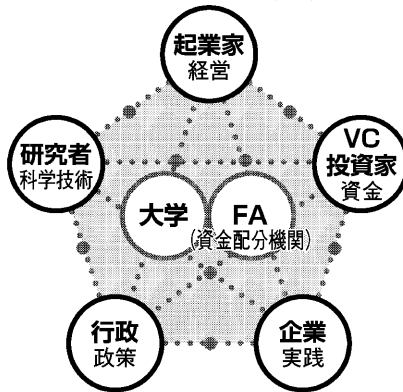 起業家
経営
研究者
科学技術
VC
投資家
資金
大学
FA
(資金配分機関)
行政
政策
企業
実践